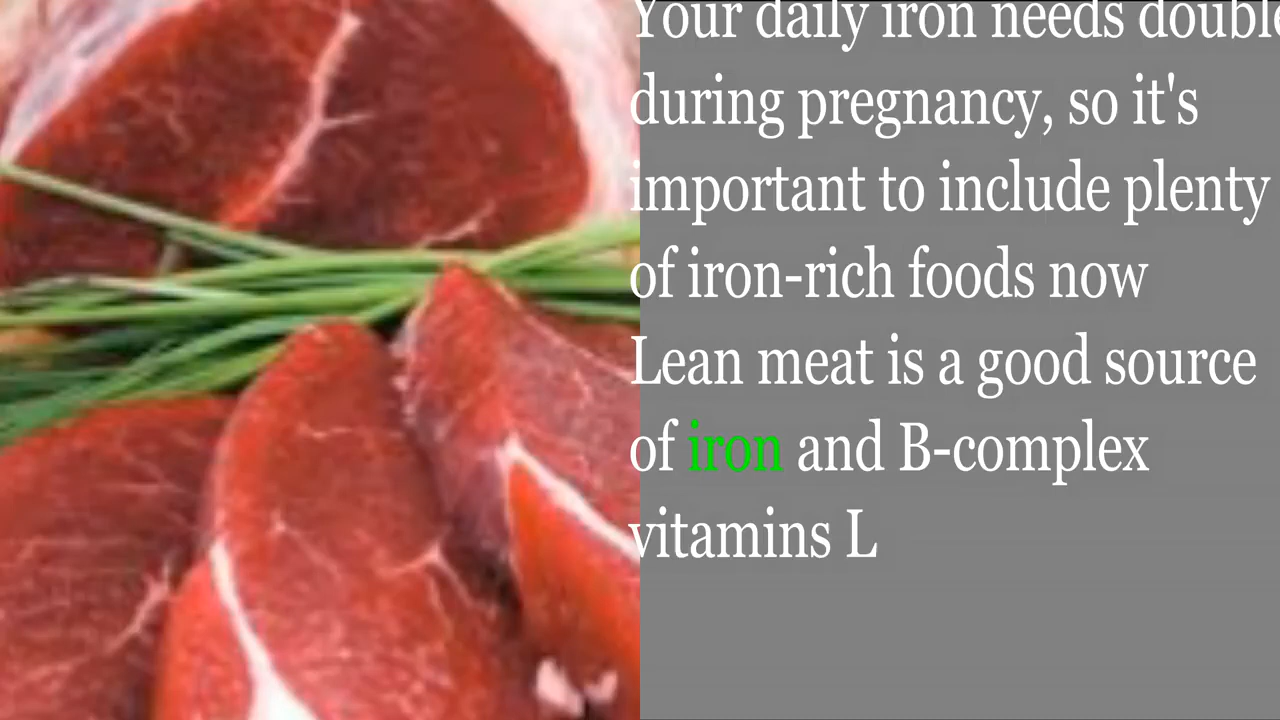 Your daily iron needs double
during pregnancy, so it's
important to include plenty
of iron-rich foods now
Lean meat is a good source
of iron and B-complex
vitamins L